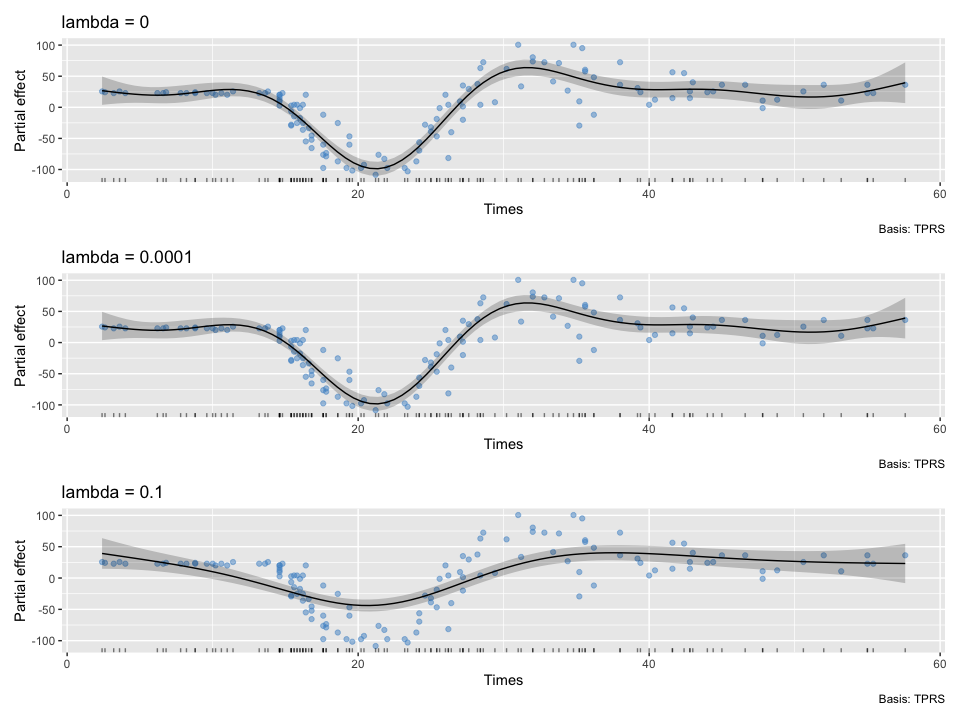 lambda = 0
100
50
0
-50
-100
Partial effect
0 20 40 60
Times
Basis: TPRS
lambda = 0.0001
100
50
0
-50
-100
Partial effect
0 20 40 60
Times
Basis: TPRS
lambda = 0.1
100
50
0
-50
-100
Partial effect
0 20 40 60
Times
Basis: TPRS